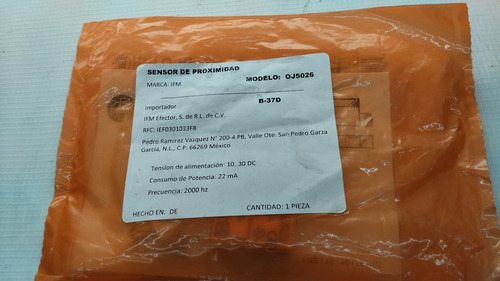 SENSOR DE PROXIMIDAD
MARCA: IFM MODELO: OJ5026
Importador B-37D
IFM Efector, S. de R.L. de C.V.
RFC: IEF0301023F8
Pedro Ramirez Vazquez N° 200-4 PB, Valle Ote. San Pedro Garza
García, N.L., C.P. 66269 México
Tension de alimentación: 10..30 DC
Consumo de Potencia: 22 mA
Precuencia: 2000 hz
HECHO EN: DE CANTIDAD: 1 PIEZA